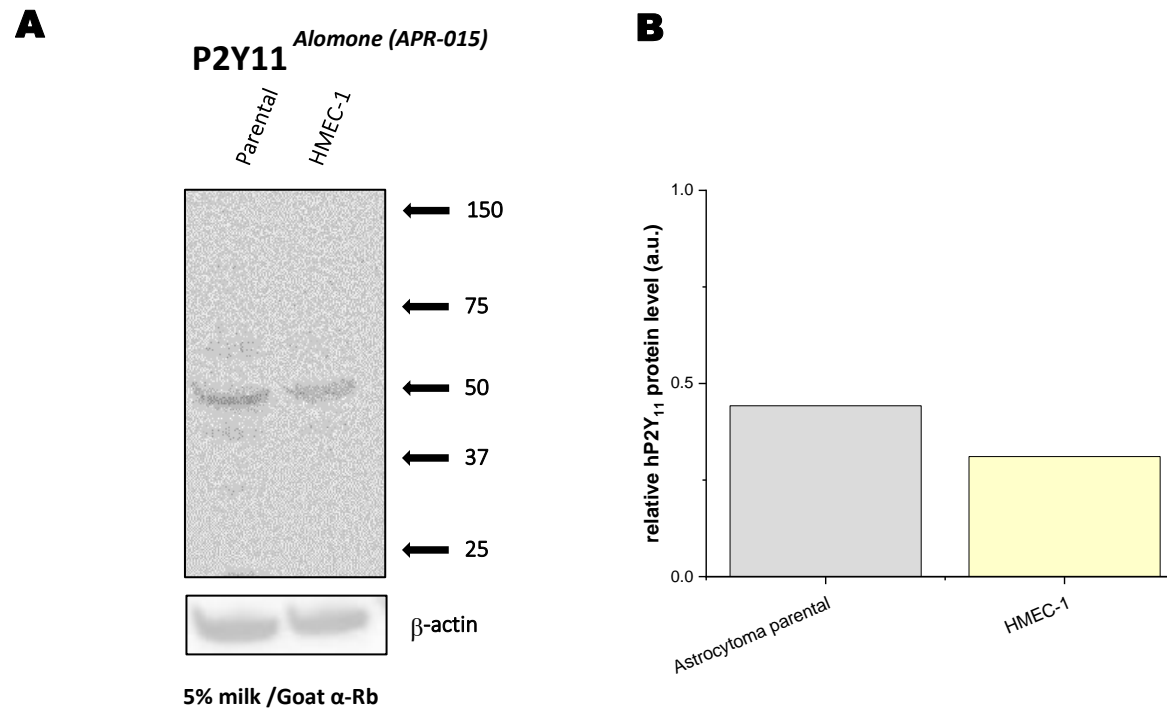 A
P2Y11 Alomone (APR-015)
Parental
HMEC-1
150
75
50
37
25
β-actin
5% milk /Goat α-Rb
B
relative hP2Y₁₁ protein level (a.u.)
1.0
0.5
0.0
Astrocytoma parental
HMEC-1